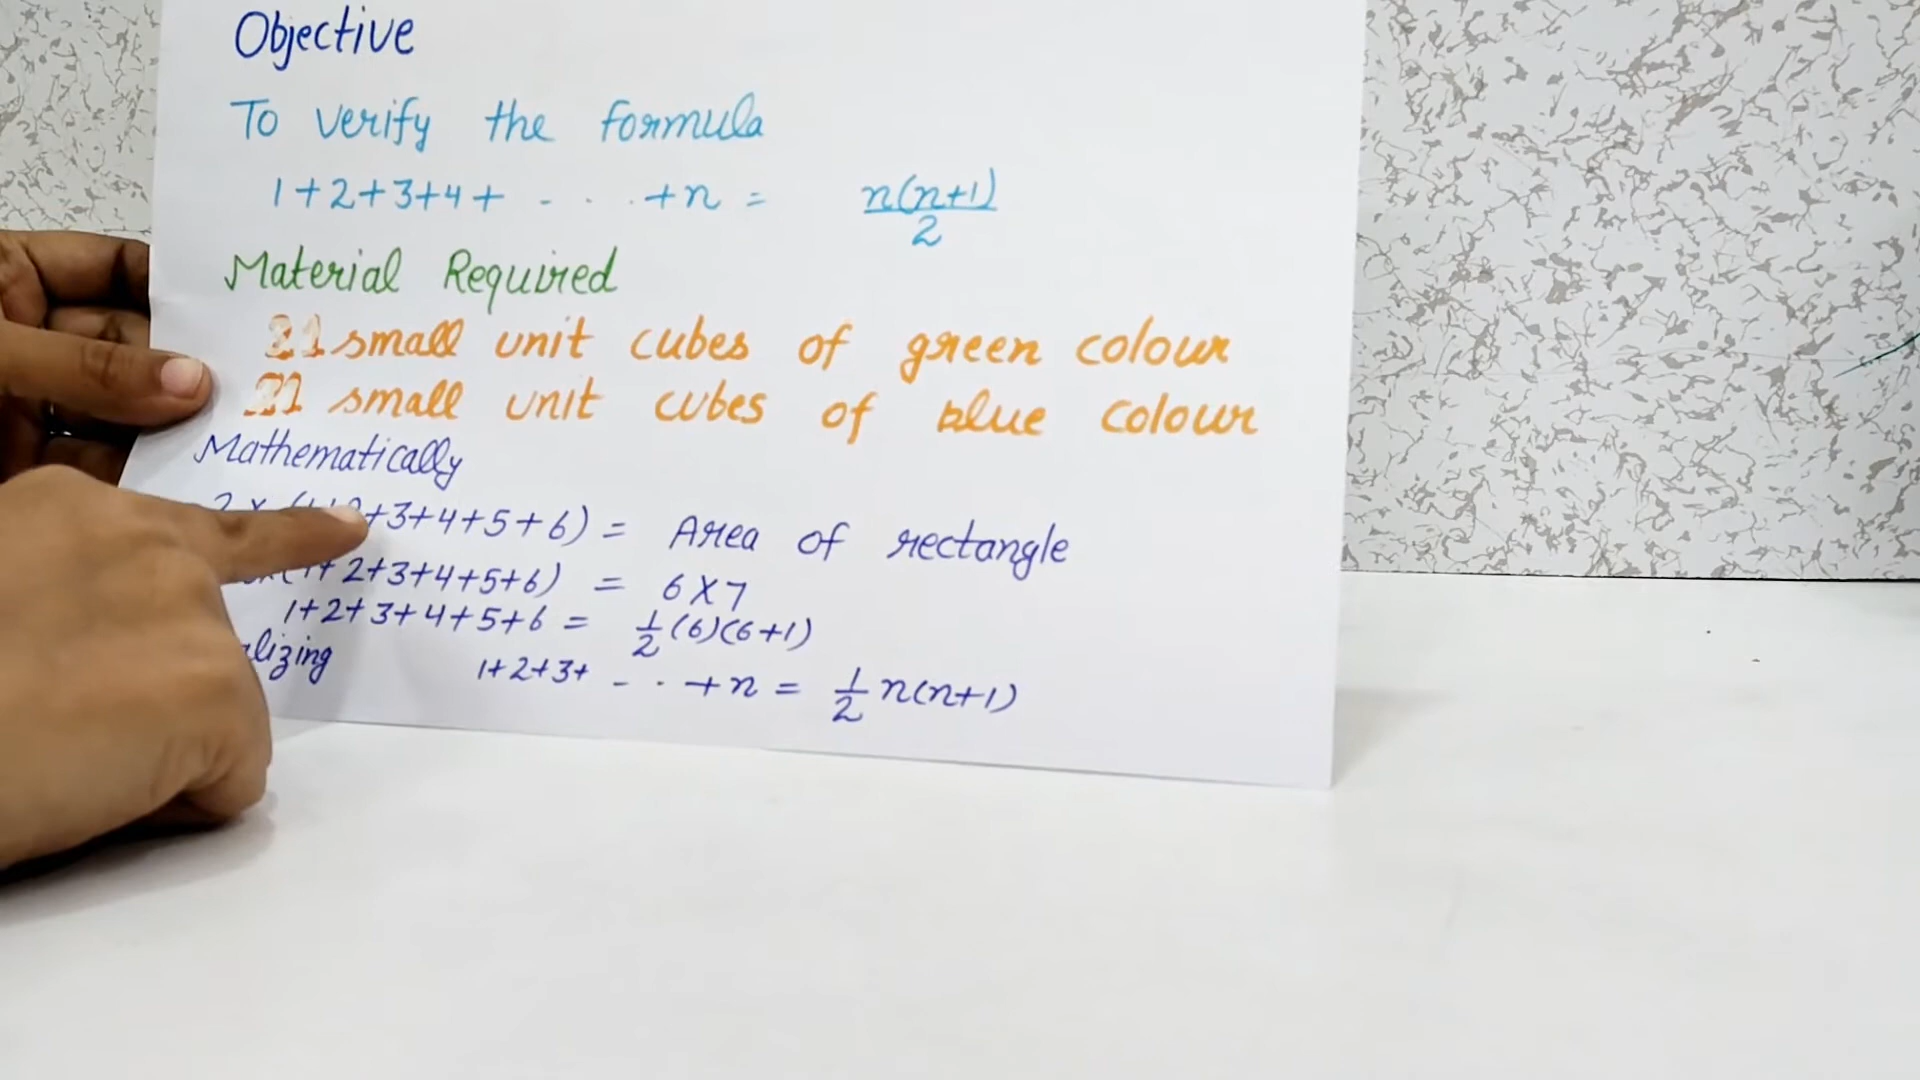 Objective
To verify the formula
1+2+3+4+ - . . . +n = n(n+1)/2
Material Required
21 small unit cubes of green colour
21 small unit cubes of blue colour
Mathematically
+3+4+5+6) = Area of rectangle
2+3+4+5+6) = 6X7
1+2+3+4+5+6 = 1/2 (6)(6+1)
lizing 1+2+3+ - . . +n = 1/2 n(n+1)